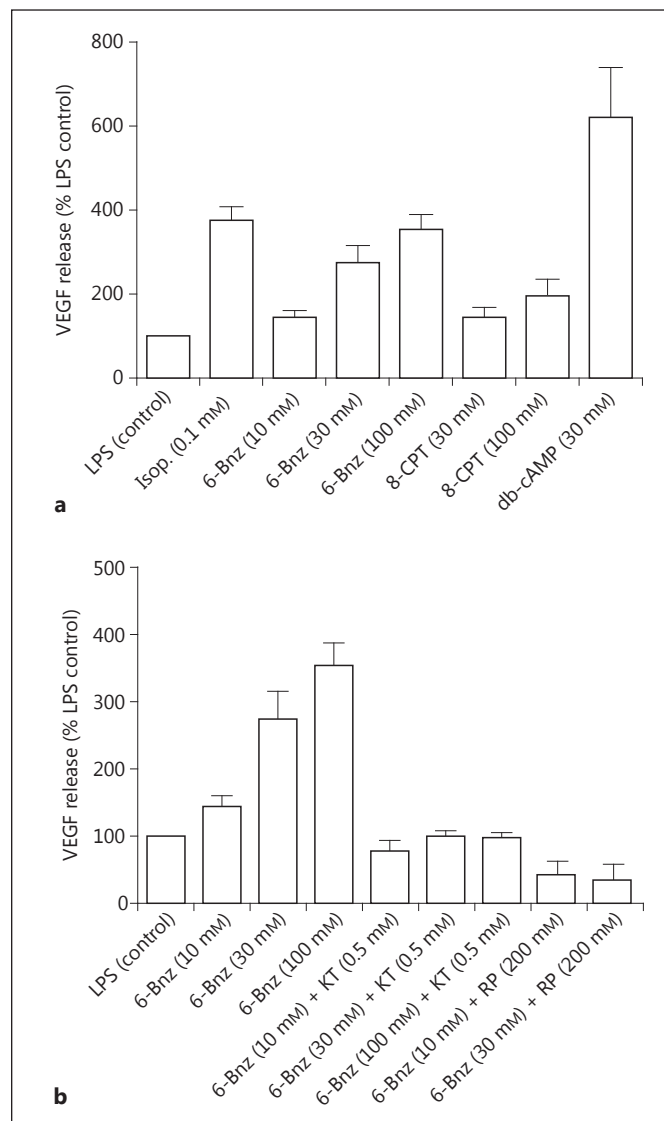 800
600
400
200
0
VEGF release (% LPS control)
LPS (control)
Isop. (0.1 mM)
6-Bnz (10 mM)
6-Bnz (30 mM)
6-Bnz (100 mM)
8-CPT (30 mM)
8-CPT (100 mM)
db-cAMP (30 mM)
a
500
400
300
200
100
0
VEGF release (% LPS control)
LPS (control)
6-Bnz (10 mM)
6-Bnz (30 mM)
6-Bnz (100 mM)
6-Bnz (10 mM) + KT (0.5 mM)
6-Bnz (30 mM) + KT (0.5 mM)
6-Bnz (100 mM) + KT (0.5 mM)
6-Bnz (10 mM) + RP (200 mM)
6-Bnz (30 mM) + RP (200 mM)
b